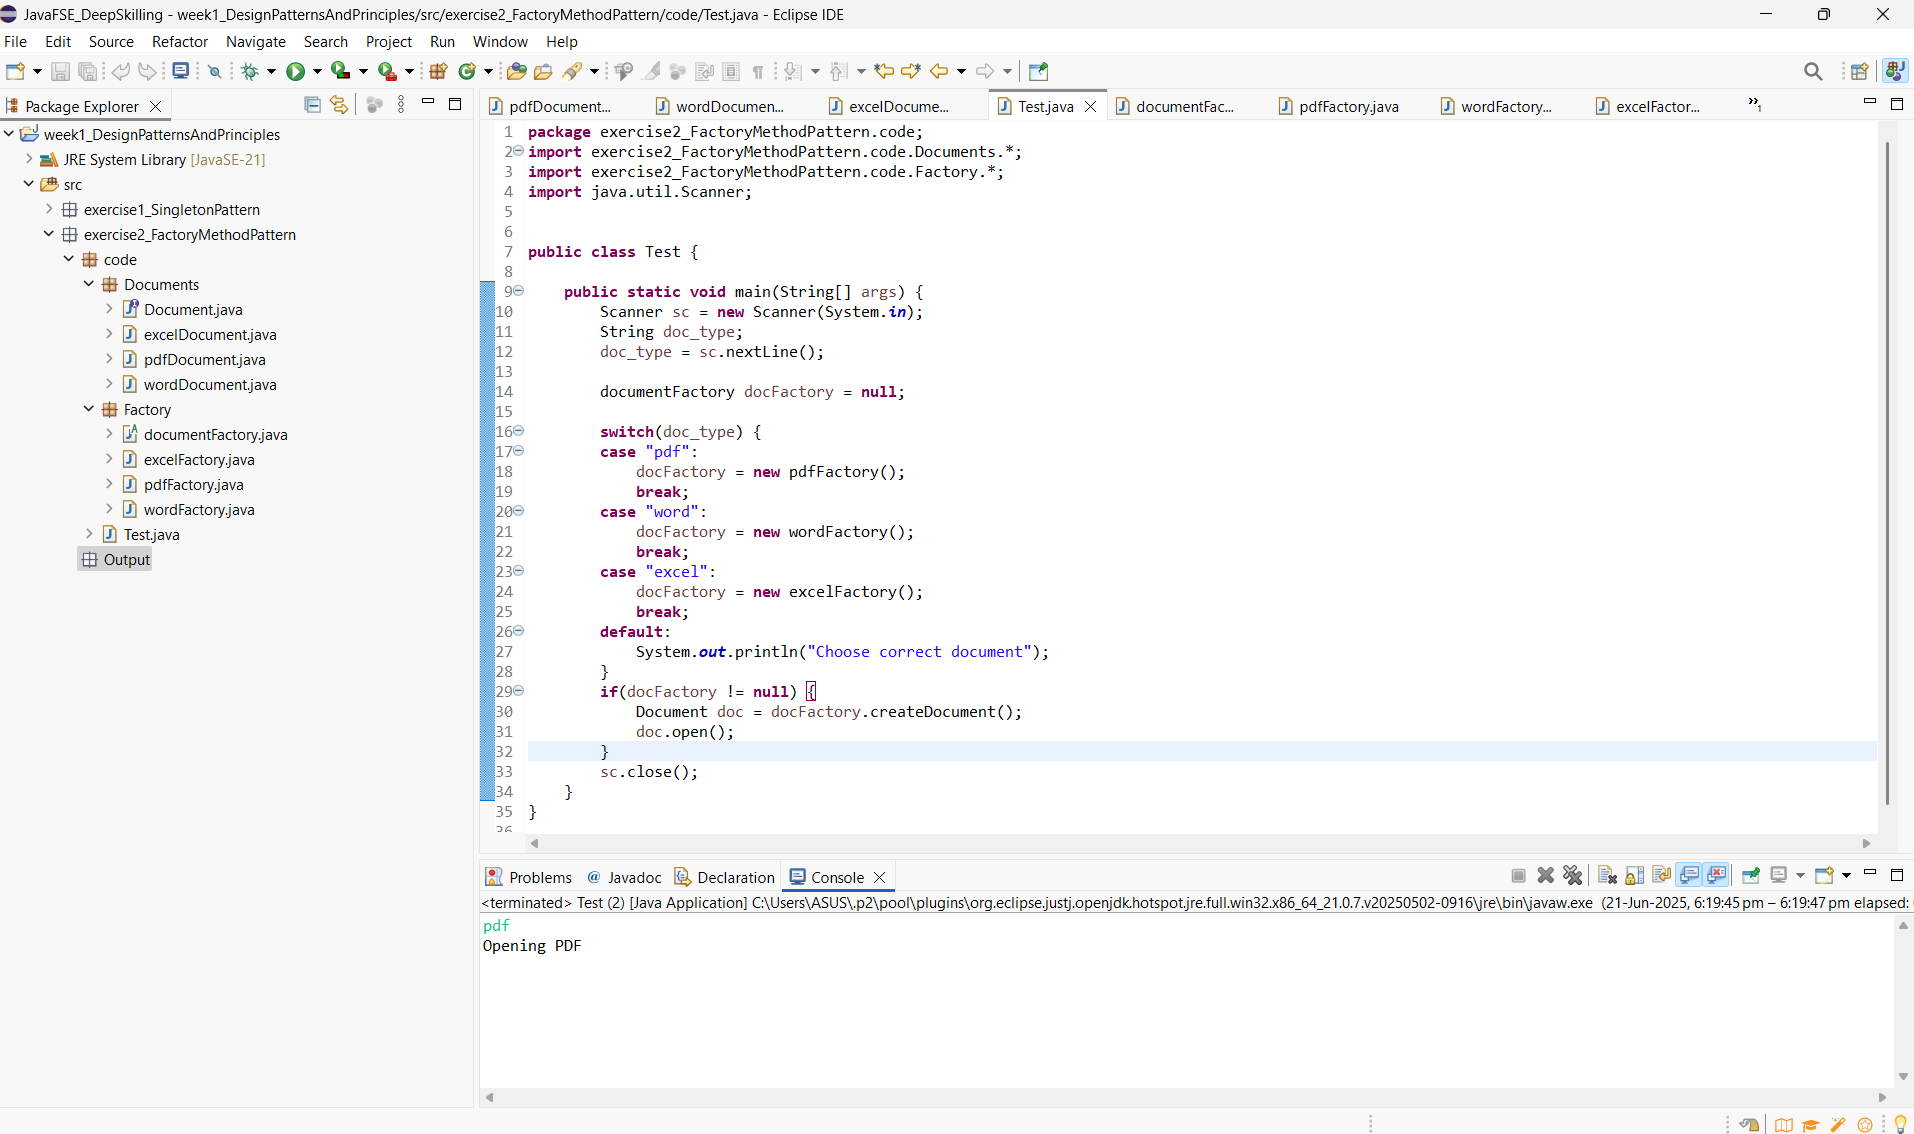 JavaFSE_DeepSkilling - week1_DesignPatternsAndPrinciples/src/exercise2_FactoryMethodPattern/code/Test.java - Eclipse IDE
File Edit Source Refactor Navigate Search Project Run Window Help
Package Explorer
week1_DesignPatternsAndPrinciples
JRE System Library [JavaSE-21]
src
exercise1_SingletonPattern
exercise2_FactoryMethodPattern
code
Documents
Document.java
excelDocument.java
pdfDocument.java
wordDocument.java
Factory
documentFactory.java
excelFactory.java
pdfFactory.java
wordFactory.java
Test.java
Output
pdfDocument... wordDocumen... excelDocume... Test.java documentFac... pdfFactory.java wordFactory... excelFactor... »1
1 package exercise2_FactoryMethodPattern.code;
2 import exercise2_FactoryMethodPattern.code.Documents.*;
3 import exercise2_FactoryMethodPattern.code.Factory.*;
4 import java.util.Scanner;
5
6
7 public class Test {
8
9 public static void main(String[] args) {
10 Scanner sc = new Scanner(System.in);
11 String doc_type;
12 doc_type = sc.nextLine();
13
14 documentFactory docFactory = null;
15
16 switch(doc_type) {
17 case "pdf":
18 docFactory = new pdfFactory();
19 break;
20 case "word":
21 docFactory = new wordFactory();
22 break;
23 case "excel":
24 docFactory = new excelFactory();
25 break;
26 default:
27 System.out.println("Choose correct document");
28 }
29 if(docFactory != null) {
30 Document doc = docFactory.createDocument();
31 doc.open();
32 }
33 sc.close();
34 }
35 }
36
Problems Javadoc Declaration Console
<terminated> Test (2) [Java Application] C:\Users\ASUS\.p2\pool\plugins\org.eclipse.justj.openjdk.hotspot.jre.full.win32.x86_64_21.0.7.v20250502-0916\jre\bin\javaw.exe (21-Jun-2025, 6:19:45 pm – 6:19:47 pm elapsed:
pdf
Opening PDF